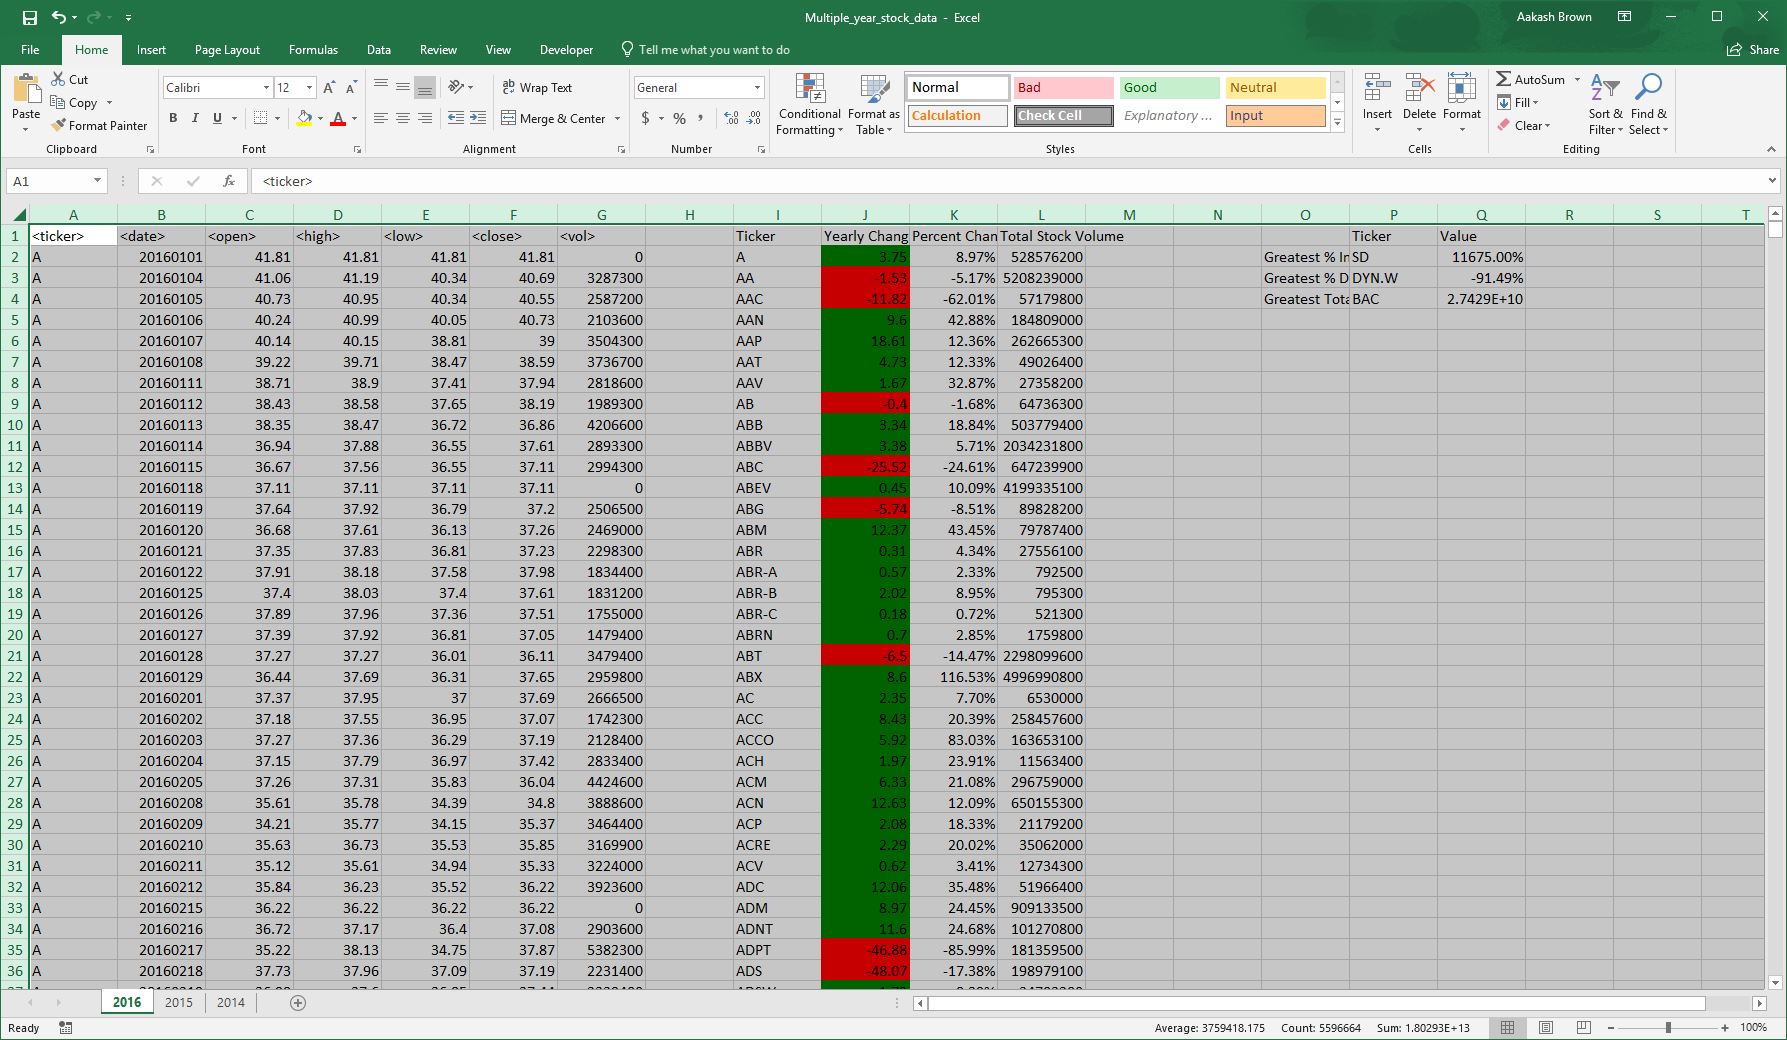 Multiple_year_stock_data - Excel
Aakash Brown
File Home Insert Page Layout Formulas Data Review View Developer Tell me what you want to do Share
Cut
Copy
Format Painter
Paste
Clipboard
Calibri 12
B I U
Font
Wrap Text
Merge & Center
Alignment
General
$ % ,
Number
Conditional Formatting
Format as Table
Normal Bad Good Neutral
Calculation Check Cell Explanatory ... Input
Styles
Insert Delete Format
Cells
AutoSum
Fill
Clear
Sort & Filter
Find & Select
Editing
A1 fx <ticker>
A B C D E F G H I J K L M N O P Q R S T
1 <ticker> <date> <open> <high> <low> <close> <vol> Ticker Yearly Chang Percent Chan Total Stock Volume Ticker Value
2 A 20160101 41.81 41.81 41.81 41.81 0 A 3.75 8.97% 528576200 Greatest % In SD 11675.00%
3 A 20160104 41.06 41.19 40.34 40.69 3287300 AA -1.53 -5.17% 5208239000 Greatest % D DYN.W -91.49%
4 A 20160105 40.73 40.95 40.34 40.55 2587200 AAC -11.82 -62.01% 57179800 Greatest Tota BAC 2.7429E+10
5 A 20160106 40.24 40.99 40.05 40.73 2103600 AAN 9.6 42.88% 184809000
6 A 20160107 40.14 40.15 38.81 39 3504300 AAP 18.61 12.36% 262665300
7 A 20160108 39.22 39.71 38.47 38.59 3736700 AAT 4.73 12.33% 49026400
8 A 20160111 38.71 38.9 37.41 37.94 2818600 AAV 1.67 32.87% 27358200
9 A 20160112 38.43 38.58 37.65 38.19 1989300 AB -0.4 -1.68% 64736300
10 A 20160113 38.35 38.47 36.72 36.86 4206600 ABB 3.34 18.84% 503779400
11 A 20160114 36.94 37.88 36.55 37.61 2893300 ABBV 3.38 5.71% 2034231800
12 A 20160115 36.67 37.56 36.55 37.11 2994300 ABC -25.52 -24.61% 647239900
13 A 20160118 37.11 37.11 37.11 37.11 0 ABEV 0.45 10.09% 4199335100
14 A 20160119 37.64 37.92 36.79 37.2 2506500 ABG -5.74 -8.51% 89828200
15 A 20160120 36.68 37.61 36.13 37.26 2469000 ABM 12.37 43.45% 79787400
16 A 20160121 37.35 37.83 36.81 37.23 2298300 ABR 0.31 4.34% 27556100
17 A 20160122 37.91 38.18 37.58 37.98 1834400 ABR-A 0.57 2.33% 792500
18 A 20160125 37.4 38.03 37.4 37.61 1831200 ABR-B 2.02 8.95% 795300
19 A 20160126 37.89 37.96 37.36 37.51 1755000 ABR-C 0.18 0.72% 521300
20 A 20160127 37.39 37.92 36.81 37.05 1479400 ABRN 0.7 2.85% 1759800
21 A 20160128 37.27 37.27 36.01 36.11 3479400 ABT -6.5 -14.47% 2298099600
22 A 20160129 36.44 37.69 36.31 37.65 2959800 ABX 8.6 116.53% 4996990800
23 A 20160201 37.37 37.95 37 37.69 2666500 AC 2.35 7.70% 6530000
24 A 20160202 37.18 37.55 36.95 37.07 1742300 ACC 8.43 20.39% 258457600
25 A 20160203 37.27 37.36 36.29 37.19 2128400 ACCO 5.92 83.03% 163653100
26 A 20160204 37.15 37.79 36.97 37.42 2833400 ACH 1.97 23.91% 11563400
27 A 20160205 37.26 37.31 35.83 36.04 4424600 ACM 6.33 21.08% 296759000
28 A 20160208 35.61 35.78 34.39 34.8 3888600 ACN 12.63 12.09% 650155300
29 A 20160209 34.21 35.77 34.15 35.37 3464400 ACP 2.08 18.33% 21179200
30 A 20160210 35.63 36.73 35.53 35.85 3169900 ACRE 2.29 20.02% 35062000
31 A 20160211 35.12 35.61 34.94 35.33 3224000 ACV 0.62 3.41% 12734300
32 A 20160212 35.84 36.23 35.52 36.22 3923600 ADC 12.06 35.48% 51966400
33 A 20160215 36.22 36.22 36.22 36.22 0 ADM 8.97 24.45% 909133500
34 A 20160216 36.72 37.17 36.4 37.08 2903600 ADNT 11.6 24.68% 101270800
35 A 20160217 35.22 38.13 34.75 37.87 5382300 ADPT -46.88 -85.99% 181359500
36 A 20160218 37.73 37.96 37.09 37.19 2231400 ADS -48.07 -17.38% 198979100
2016 2015 2014
Ready Average: 3759418.175 Count: 5596664 Sum: 1.80293E+13 100%